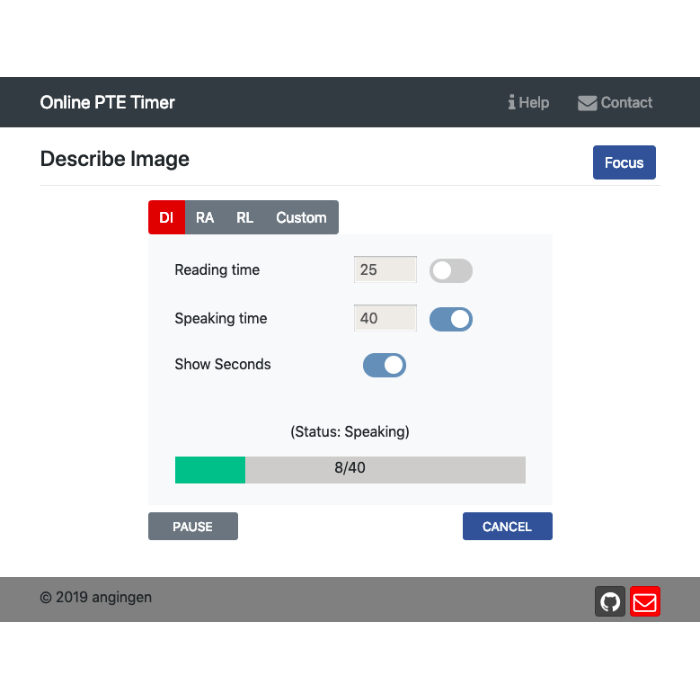 Online PTE Timer
Help
Contact
Describe Image
Focus
DI RA RL Custom
Reading time 25
Speaking time 40
Show Seconds
(Status: Speaking)
8/40
PAUSE CANCEL
© 2019 angingen